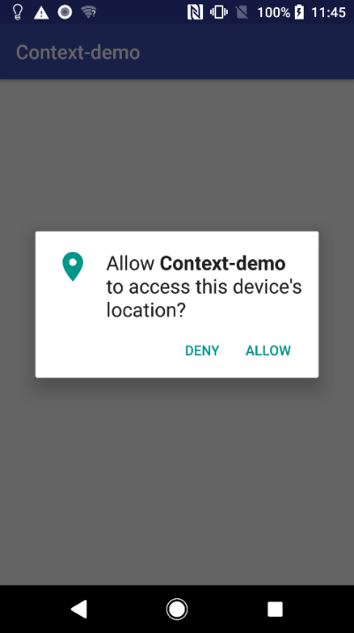 100% 11:45
Context-demo
Allow Context-demo
to access this device's
location?
DENY ALLOW